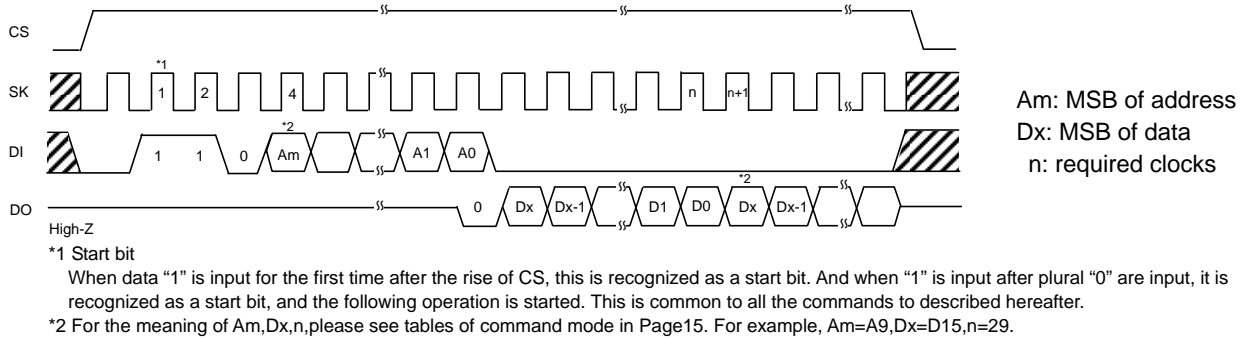 CS
*1
SK 1 2 4 n n+1
*2
DI 1 1 0 Am A1 A0
*2
DO 0 Dx Dx-1 D1 D0 Dx Dx-1
High-Z
Am: MSB of address
Dx: MSB of data
n: required clocks
*1 Start bit
When data “1” is input for the first time after the rise of CS, this is recognized as a start bit. And when “1” is input after plural “0” are input, it is
recognized as a start bit, and the following operation is started. This is common to all the commands to described hereafter.
*2 For the meaning of Am,Dx,n,please see tables of command mode in Page15. For example, Am=A9,Dx=D15,n=29.